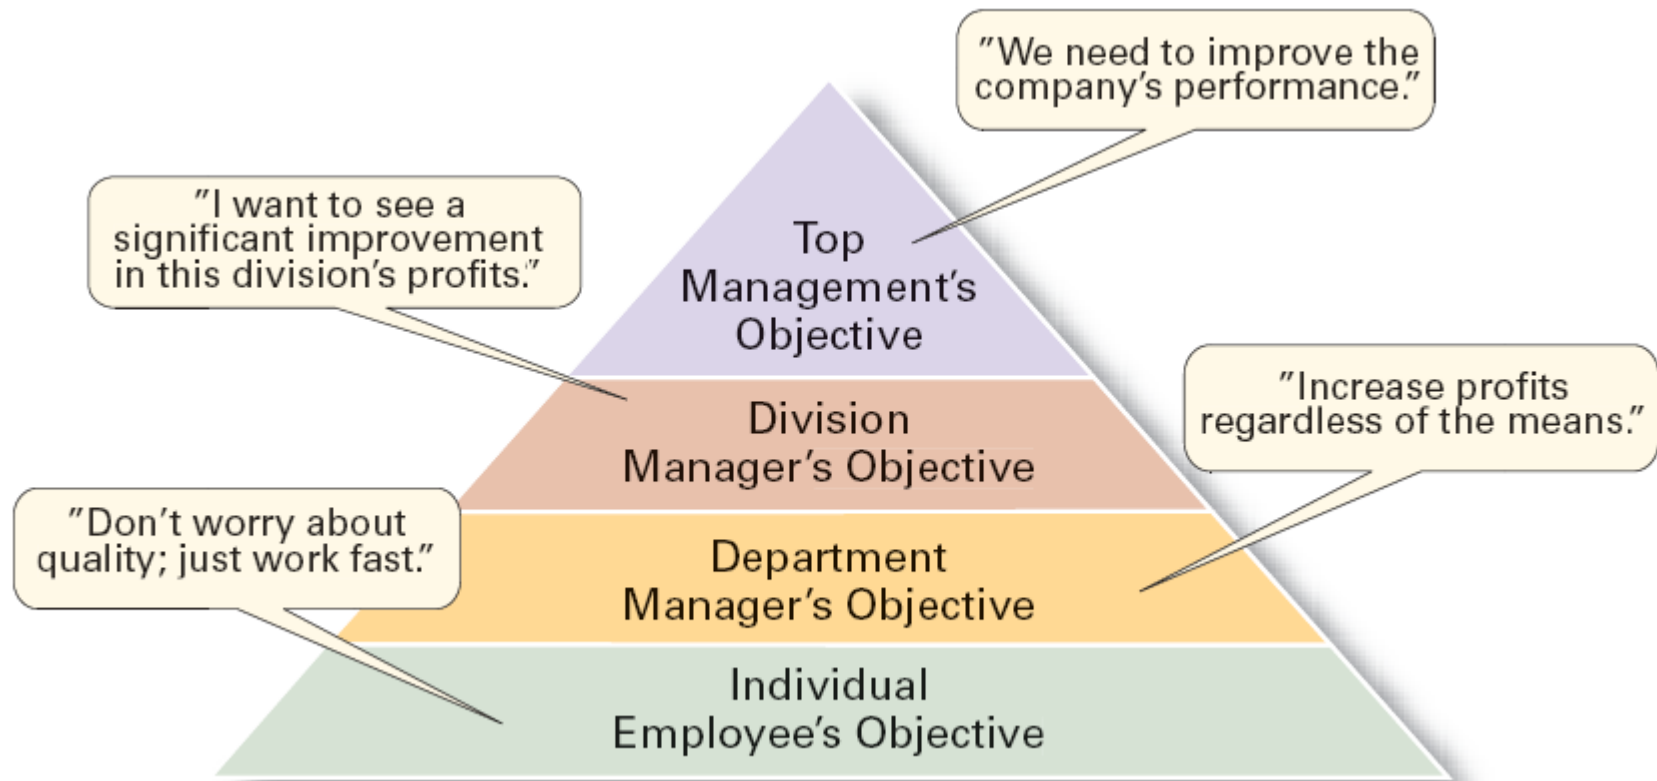 "We need to improve the
company's performance."
"I want to see a
significant improvement
in this division's profits."
Top
Management's
Objective
"Increase profits
regardless of the means."
Division
Manager's Objective
"Don't worry about
quality; just work fast."
Department
Manager's Objective
Individual
Employee's Objective